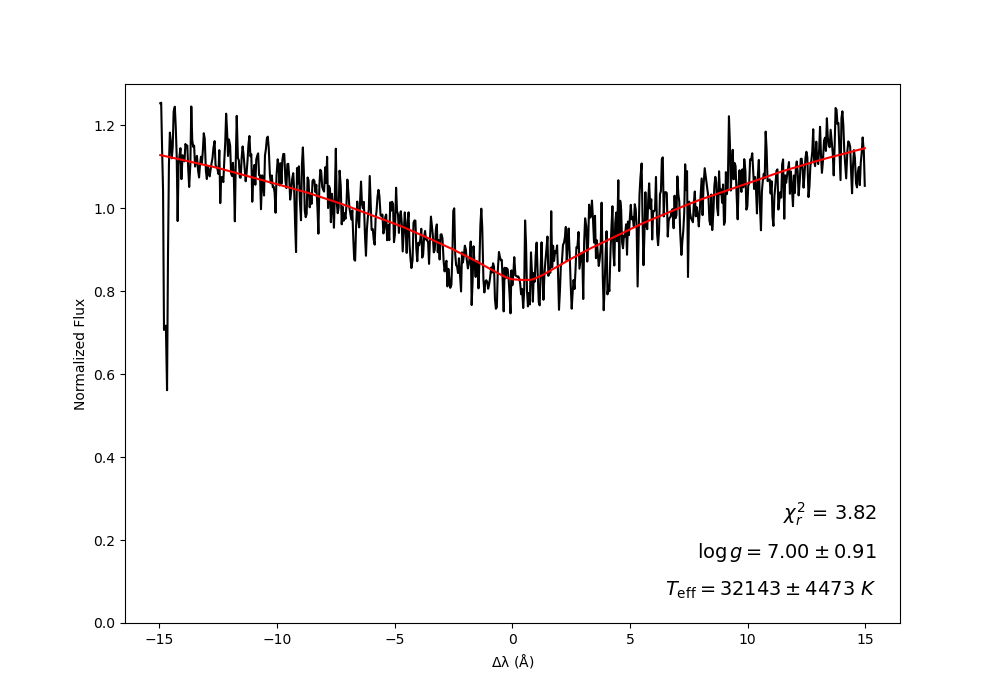 1.2
1.0
0.8
0.6
0.4
0.2
0.0
Normalized Flux
χ²ᵣ = 3.82
log g = 7.00 ± 0.91
T_eff = 32143 ± 4473 K
−15 −10 −5 0 5 10 15
Δλ (Å)